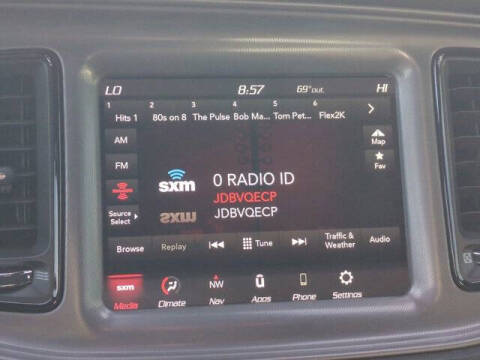 LO 8:57 69°out. HI
1 2 3 4 5 6
Hits 1 80s on 8 The Pulse Bob Ma... Tom Pet... Flex2K
AM
Map
FM
Fav
sxm
0 RADIO ID
JDBVQECP
JDBVQECP
Source
Select
Browse Replay Tune Traffic &
Weather Audio
sxm NW
Media Climate Nav Apps Phone Settings